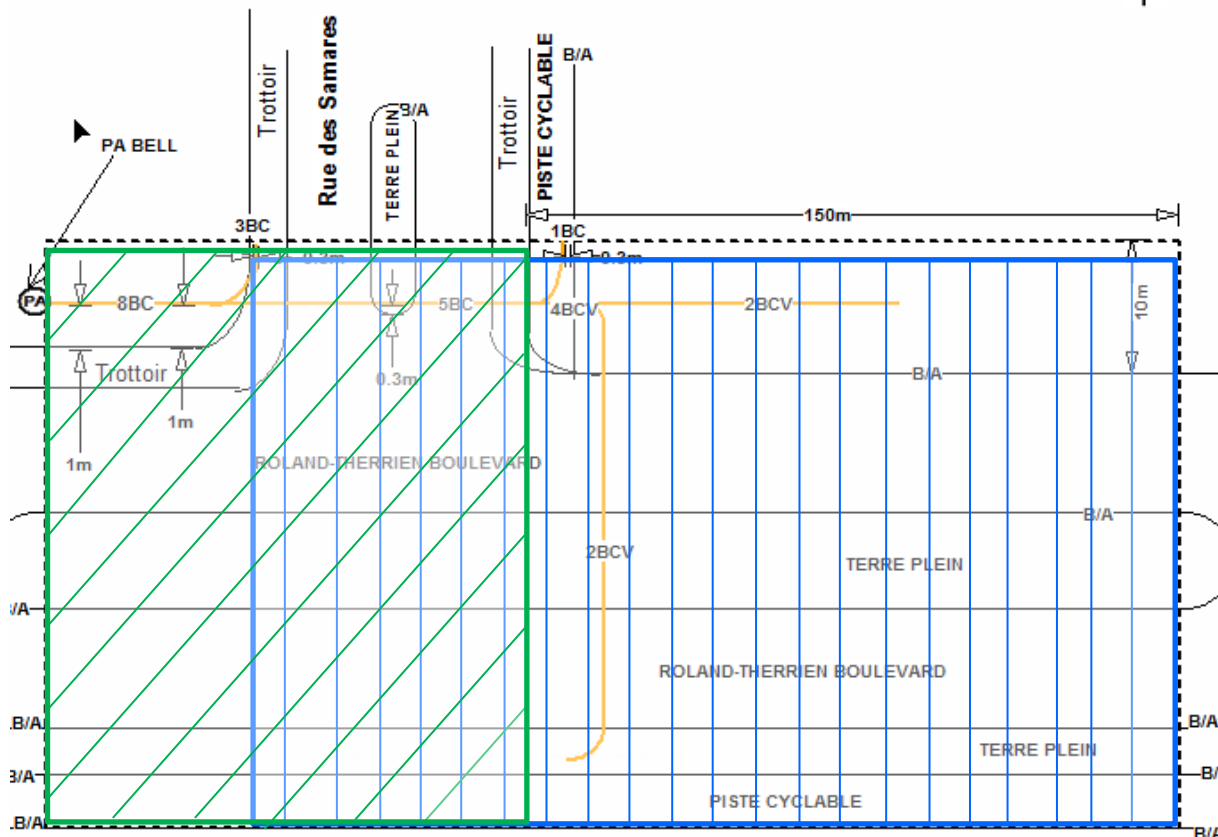 Trottoir
Rue des Samares
B/A
TERRE PLEIN
Trottoir
PISTE CYCLABLE
B/A
PA BELL
150m
3BC
1BC
0.3m
0.3m
PA
8BC
5BC
4BCV
2BCV
10m
Trottoir
0.3m
B/A
1m
1m
ROLAND-THERRIEN BOULEVARD
B/A
2BCV
TERRE PLEIN
/A
ROLAND-THERRIEN BOULEVARD
B/A
B/A
TERRE PLEIN
B/A
B/
PISTE CYCLABLE
B/A
B/A